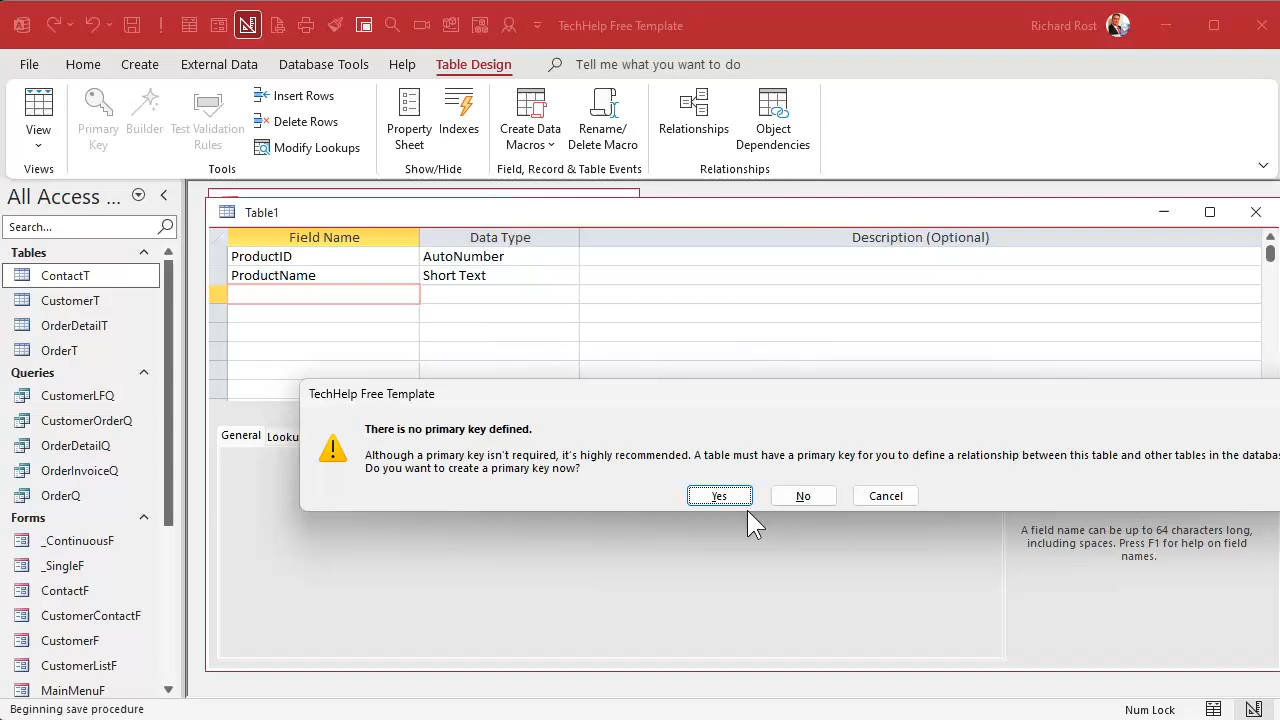 TechHelp Free Template
Richard Rost
File Home Create External Data Database Tools Help Table Design Tell me what you want to do
View
Primary Key
Builder
Test Validation Rules
Insert Rows
Delete Rows
Modify Lookups
Property Sheet
Indexes
Create Data Macros
Rename/ Delete Macro
Relationships
Object Dependencies
Views
Tools
Show/Hide
Field, Record & Table Events
Relationships
All Access ...
Search...
Tables
ContactT
CustomerT
OrderDetailT
OrderT
Queries
CustomerLFQ
CustomerOrderQ
OrderDetailQ
OrderInvoiceQ
OrderQ
Forms
_ContinuousF
_SingleF
ContactF
CustomerContactF
CustomerF
CustomerListF
MainMenuF
Table1
Field Name Data Type Description (Optional)
ProductID AutoNumber
ProductName Short Text
General Looku
TechHelp Free Template
There is no primary key defined.
Although a primary key isn't required, it's highly recommended. A table must have a primary key for you to define a relationship between this table and other tables in the databas
Do you want to create a primary key now?
Yes No Cancel
A field name can be up to 64 characters long,
including spaces. Press F1 for help on field
names.
Beginning save procedure
Num Lock